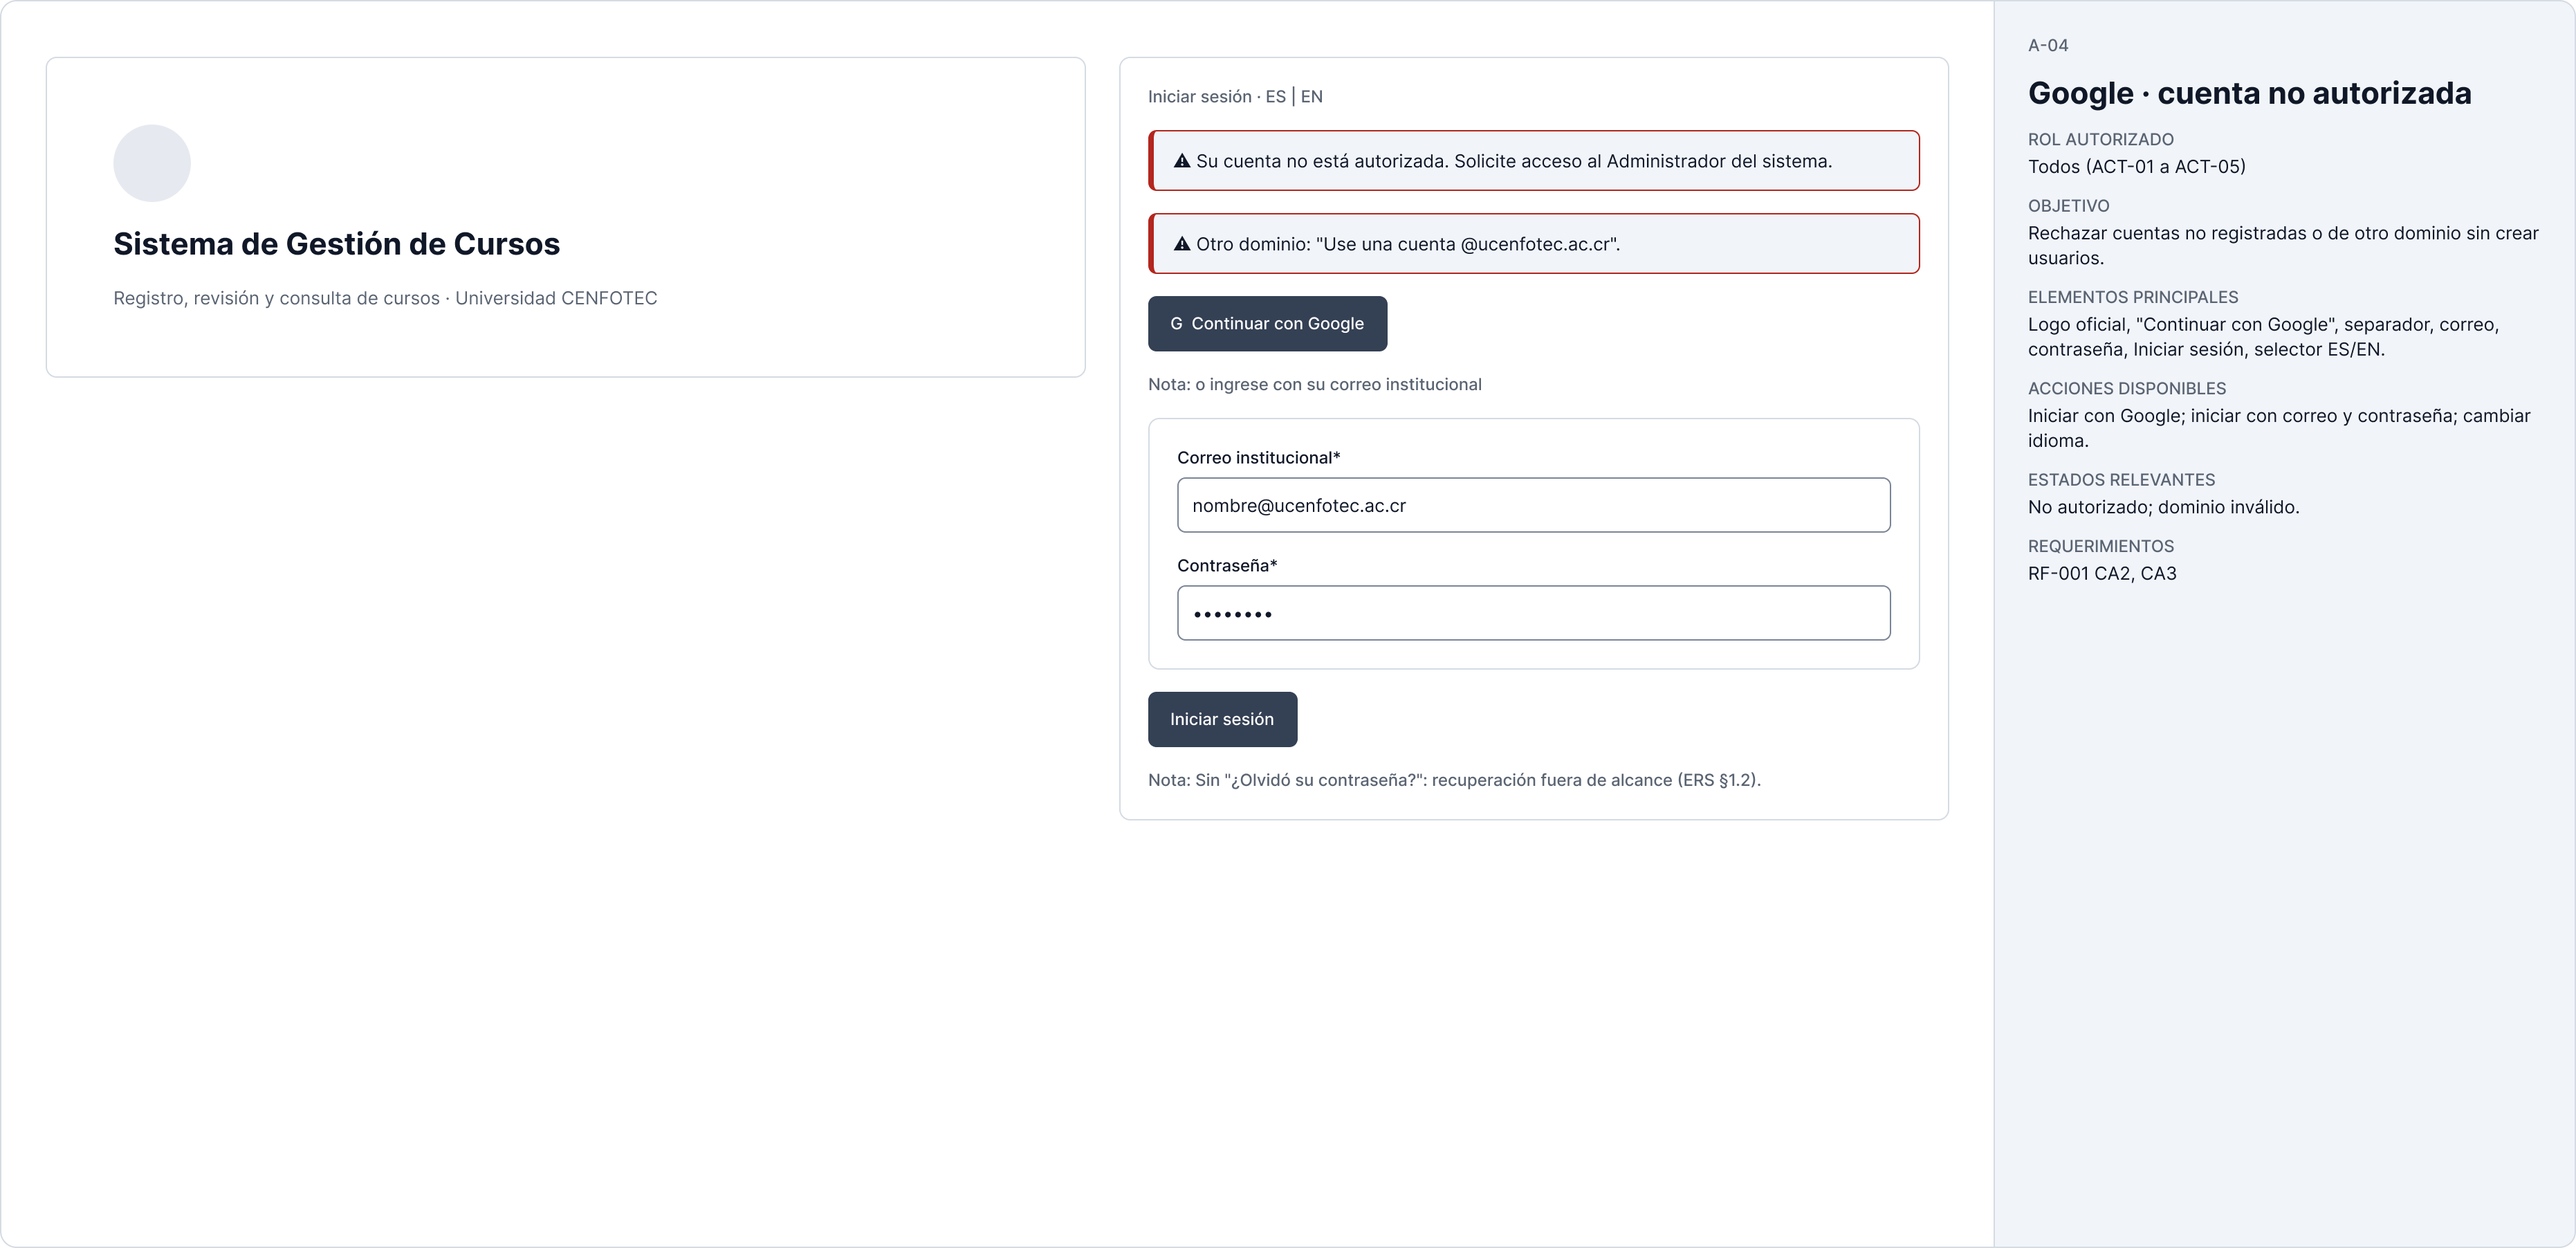 Sistema de Gestión de Cursos
Registro, revisión y consulta de cursos · Universidad CENFOTEC
Iniciar sesión · ES | EN
⚠ Su cuenta no está autorizada. Solicite acceso al Administrador del sistema.
⚠ Otro dominio: "Use una cuenta @ucenfotec.ac.cr".
G Continuar con Google
Nota: o ingrese con su correo institucional
Correo institucional*
nombre@ucenfotec.ac.cr
Contraseña*
••••••••
Iniciar sesión
Nota: Sin "¿Olvidó su contraseña?": recuperación fuera de alcance (ERS §1.2).
A-04
Google · cuenta no autorizada
ROL AUTORIZADO
Todos (ACT-01 a ACT-05)
OBJETIVO
Rechazar cuentas no registradas o de otro dominio sin crear
usuarios.
ELEMENTOS PRINCIPALES
Logo oficial, "Continuar con Google", separador, correo,
contraseña, Iniciar sesión, selector ES/EN.
ACCIONES DISPONIBLES
Iniciar con Google; iniciar con correo y contraseña; cambiar
idioma.
ESTADOS RELEVANTES
No autorizado; dominio inválido.
REQUERIMIENTOS
RF-001 CA2, CA3